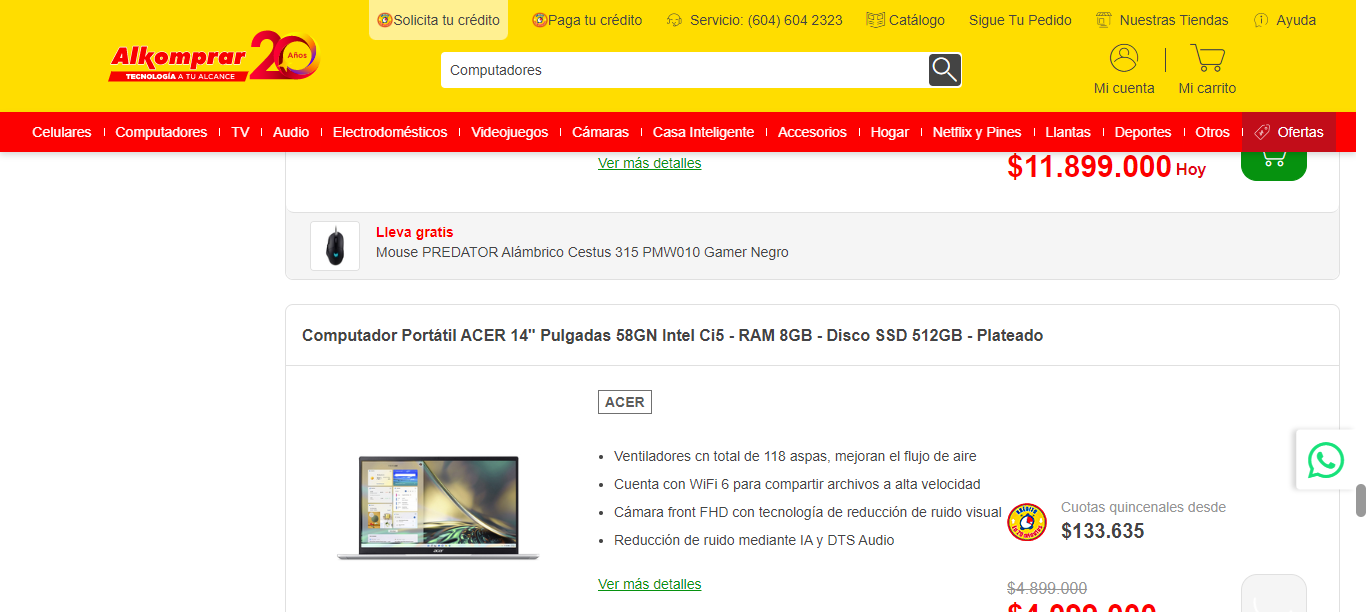 Solicita tu crédito
Paga tu crédito
Servicio: (604) 604 2323
Catálogo
Sigue Tu Pedido
Nuestras Tiendas
Ayuda
Alkomprar
TECNOLOGÍA A TU ALCANCE
20 Años
Computadores
Mi cuenta
Mi carrito
Celulares
Computadores
TV
Audio
Electrodomésticos
Videojuegos
Cámaras
Casa Inteligente
Accesorios
Hogar
Netflix y Pines
Llantas
Deportes
Otros
Ofertas
Ver más detalles
$11.899.000 Hoy
Lleva gratis
Mouse PREDATOR Alámbrico Cestus 315 PMW010 Gamer Negro
Computador Portátil ACER 14" Pulgadas 58GN Intel Ci5 - RAM 8GB - Disco SSD 512GB - Plateado
ACER
• Ventiladores cn total de 118 aspas, mejoran el flujo de aire
• Cuenta con WiFi 6 para compartir archivos a alta velocidad
• Cámara front FHD con tecnología de reducción de ruido visual
• Reducción de ruido mediante IA y DTS Audio
Ver más detalles
Cuotas quincenales desde
$133.635
$4.899.000
$4.099.000